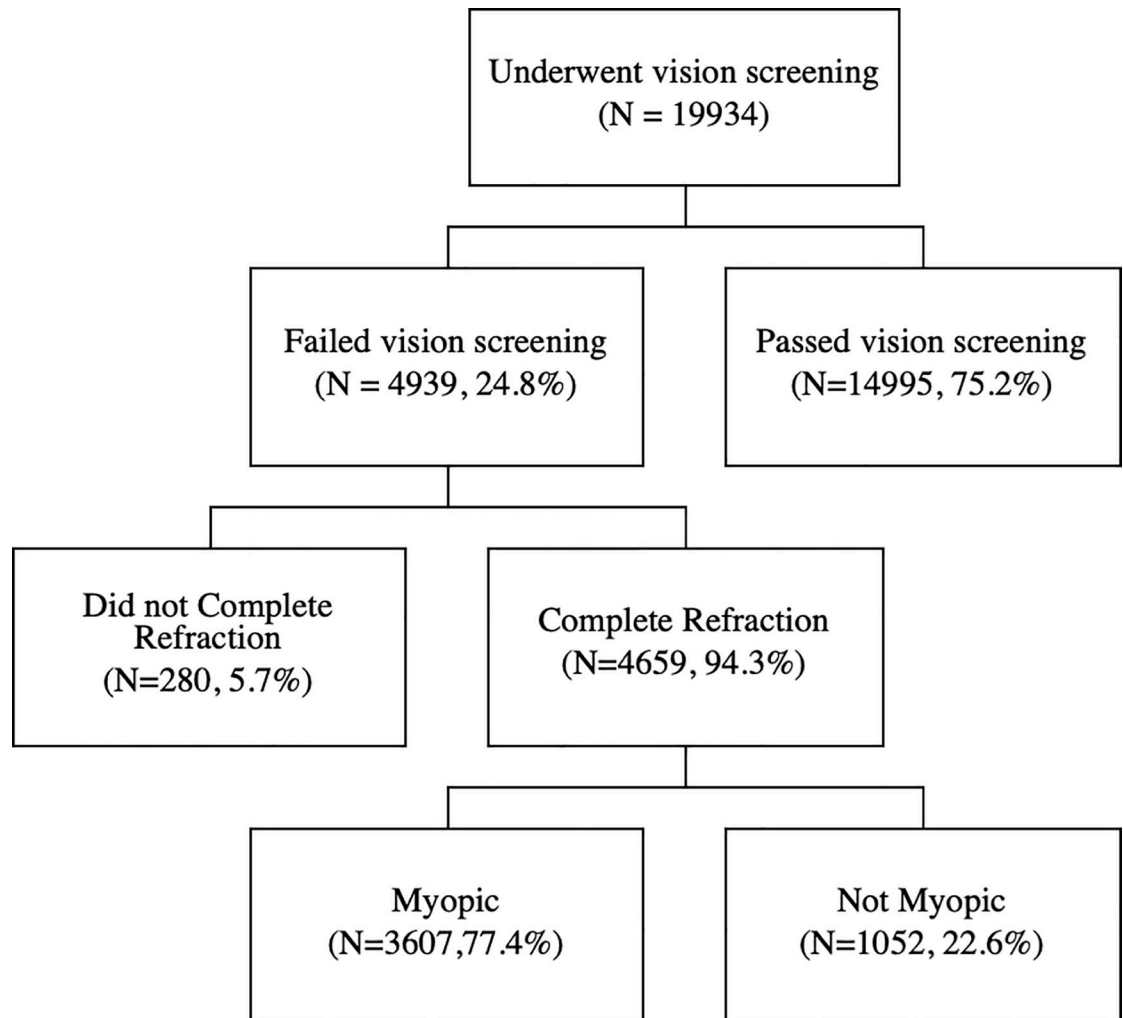 Underwent vision screening
(N = 19934)
Failed vision screening
(N = 4939, 24.8%)
Passed vision screening
(N=14995, 75.2%)
Did not Complete
Refraction
(N=280, 5.7%)
Complete Refraction
(N=4659, 94.3%)
Myopic
(N=3607,77.4%)
Not Myopic
(N=1052, 22.6%)